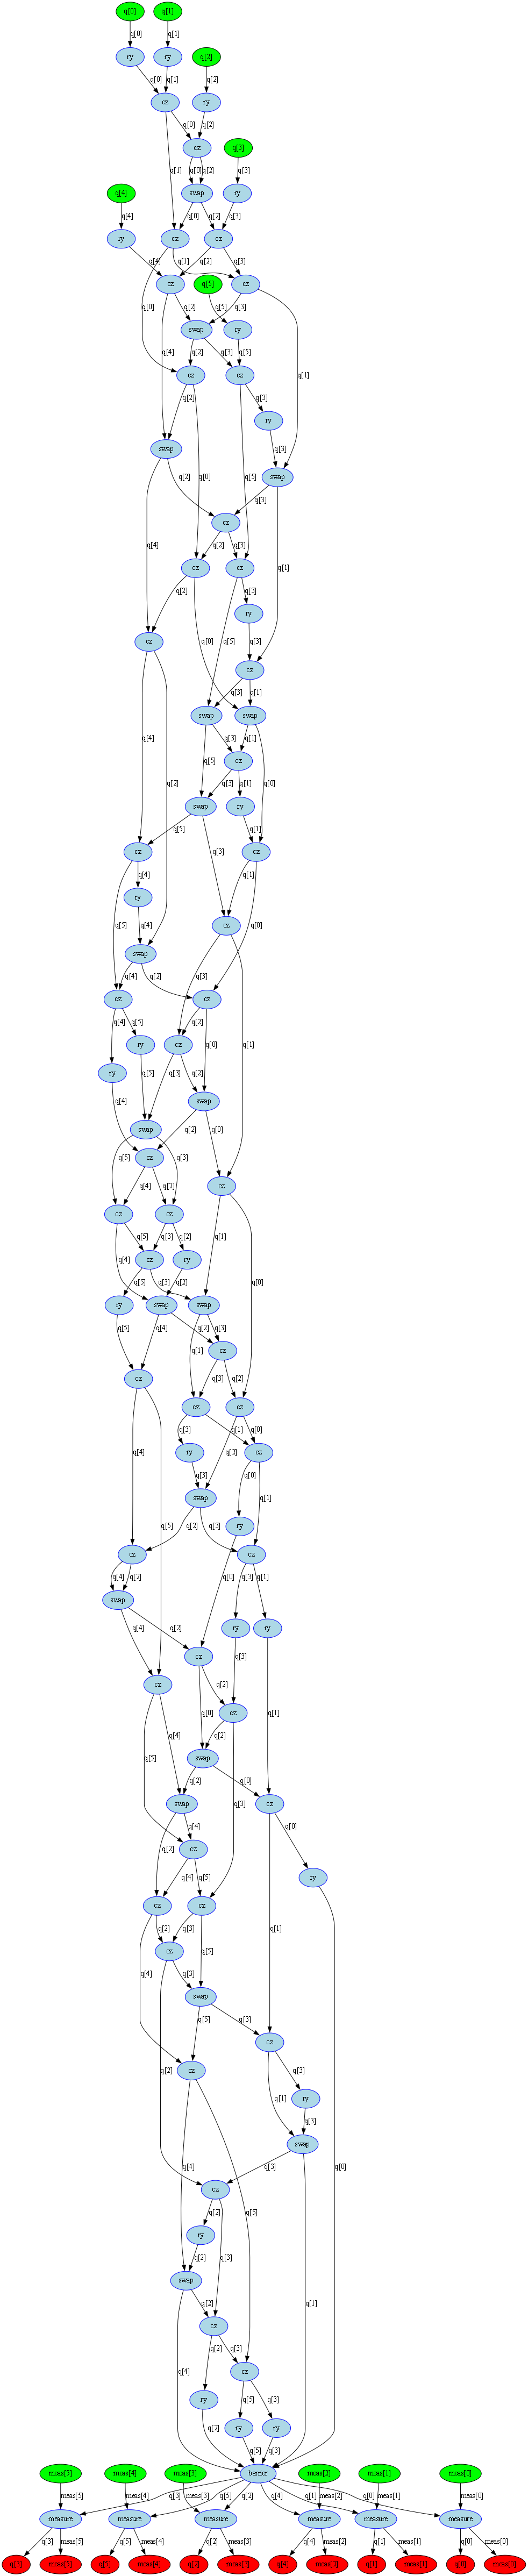 q[0] q[1]
q[0] q[1]
ry ry q[2]
q[0] q[1] q[2]
cz ry
q[0] q[2]
cz q[3]
q[1] q[0] q[2] q[3]
q[4] swap ry
q[4] q[0] q[2] q[3]
ry cz cz
q[4] q[1] q[2] q[3]
cz q[5] cz
q[0] q[2] q[5] q[3]
swap ry
q[4] q[2] q[3] q[5]
cz cz q[1]
q[2] q[3]
ry
swap q[3]
q[2] q[0] swap
q[3]
cz
q[2] q[3]
cz cz q[1]
q[2] q[3]
ry
cz q[0] q[5] q[3]
cz
q[3] q[1]
swap swap
q[4] q[3] q[1]
q[5] cz
q[2] q[3] q[1] q[0]
swap ry
q[5] q[1]
cz q[3] cz
q[4] q[1]
ry
q[5] q[4] cz q[0]
swap
q[4] q[2] q[3]
cz cz
q[4] q[5] q[2]
ry cz q[0] q[1]
ry q[3] q[2]
q[4] swap
swap q[2] q[0]
q[5] cz q[3]
q[4] q[2] cz
cz cz
q[5] q[3] q[2] q[1]
q[4] cz ry
q[5] q[3] q[2] q[0]
ry swap swap
q[5] q[4] q[1] q[2] q[3]
cz
cz q[3] q[2]
cz cz
q[3] q[1] q[0]
q[4] ry q[2] cz
q[3] q[0]
swap q[1]
q[5] q[2] q[3] ry
cz cz
q[4] q[2] q[0] q[3] q[1]
swap
q[4] q[2] ry ry
cz q[3]
cz q[2]
q[0] cz q[1]
q[5] q[4] q[2]
swap
q[2] q[0]
swap q[3] cz
q[2] q[4] q[0]
cz
q[4] q[5] ry
cz cz
q[2] q[3] q[1]
cz q[5]
q[4] q[3]
swap
q[5] q[3]
cz
q[2] cz q[3]
q[1] ry
q[3]
swap
q[4] q[3] q[0]
cz
q[2] q[5]
ry q[3]
q[2]
swap q[1]
q[2]
cz
q[2] q[3]
q[4] cz
ry q[5] q[3]
q[2] ry ry
q[5] q[3]
meas[5] meas[4] meas[3] barrier meas[2] meas[1] meas[0]
meas[5] meas[4] q[3] meas[3] q[5] q[2] q[4] meas[2] q[1] meas[1] q[0] meas[0]
measure measure measure measure measure measure
q[3] meas[5] q[5] meas[4] q[2] meas[3] q[4] meas[2] q[1] meas[1] q[0] meas[0]
q[3] meas[5] q[5] meas[4] q[2] meas[3] q[4] meas[2] q[1] meas[1] q[0] meas[0]